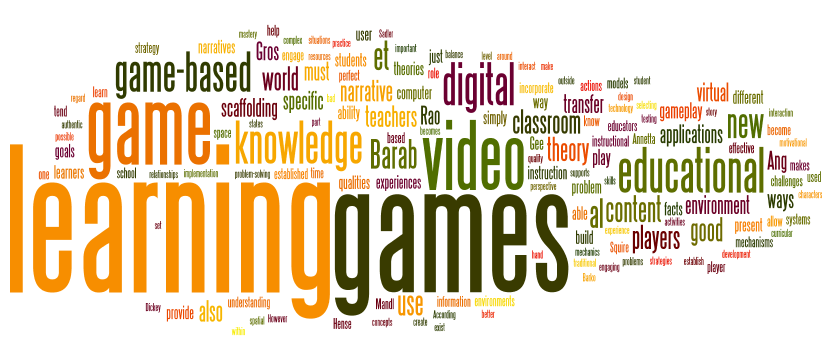 strategy
mastery
help
complex
situations
practice
user
Sadler
important
narratives
Gros
engage
resources
students
et
just
balance
level
around
game-based
world
must
perfect
theories
role
digital
interact
make
outside
actions
models
student
regard
learn
scaffolding
specific
narrative
computer
incorporate
way
transfer
design
technology
selecting
virtual
different
tend
authentic
possible
goals
game
space
states
part
ability
teachers
Rao
becomes
simply
classroom
know
educators
testing
gameplay
story
new
interaction
become
motivational
knowledge
based
Barab
video
Gee
quality
theory
instructional
play
Annetta
applications
effective
Ang
makes
one
learners
school
relationships
implementation
problem-solving
established
time
qualities
experiences
instruction
supports
perspective
problem
skills
educational
challenges
used
characters
learning
games
set
able
al
content
facts
activities
environment
ways
experience
build
mechanics
traditional
Barko
engaging
Squire
problems
players
strategies
good
establish
player
present
allow
systems
curricular
mechanisms
development
hand
Dickey
provide
also
understanding
within
spatial
However
Hense
Mandl
concepts
use
create
information
According
exist
environments
better